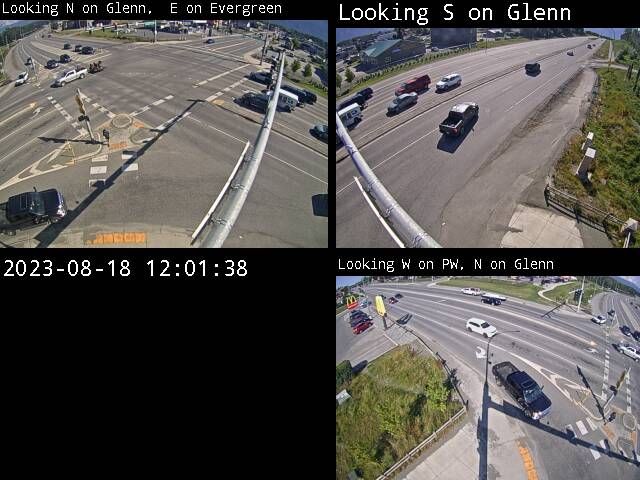 Looking N on Glenn,  E on Evergreen
Looking S on Glenn
2023-08-18 12:01:38
Looking W on PW, N on Glenn